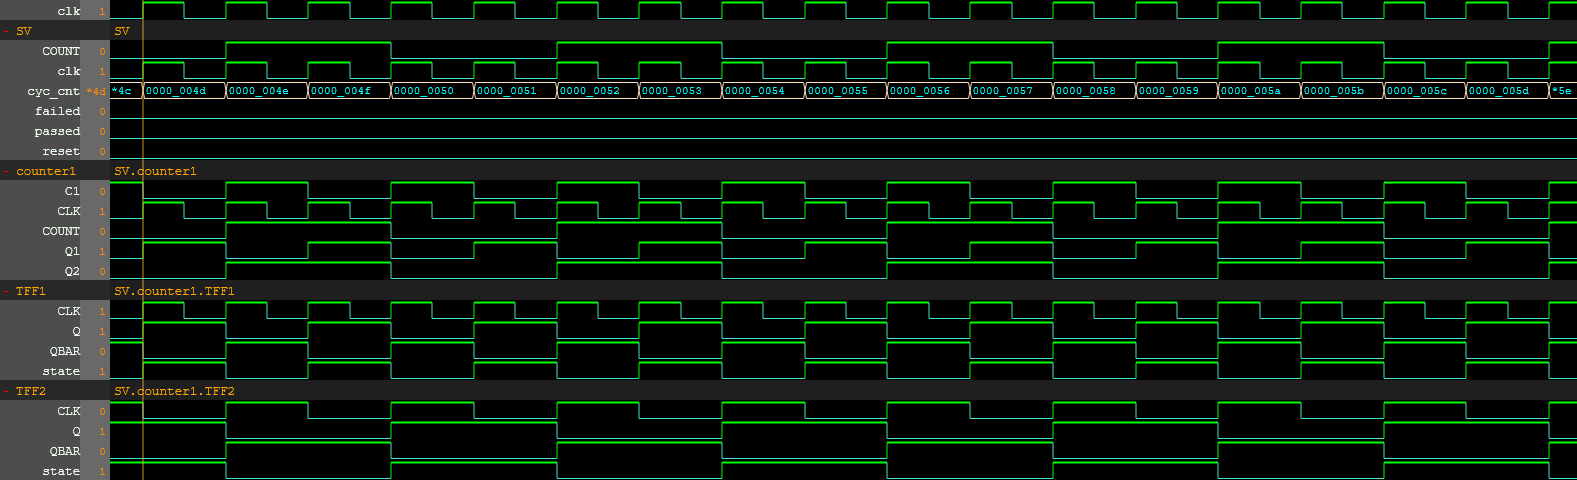 clk 1
- SV SV
COUNT 0
clk 1
cyc_cnt *4d *4c 0000_004d 0000_004e 0000_004f 0000_0050 0000_0051 0000_0052 0000_0053 0000_0054 0000_0055 0000_0056 0000_0057 0000_0058 0000_0059 0000_005a 0000_005b 0000_005c 0000_005d *5e
failed 0
passed 0
reset 0
- counter1 SV.counter1
C1 0
CLK 1
COUNT 0
Q1 1
Q2 0
- TFF1 SV.counter1.TFF1
CLK 1
Q 1
QBAR 0
state 1
- TFF2 SV.counter1.TFF2
CLK 0
Q 1
QBAR 0
state 1